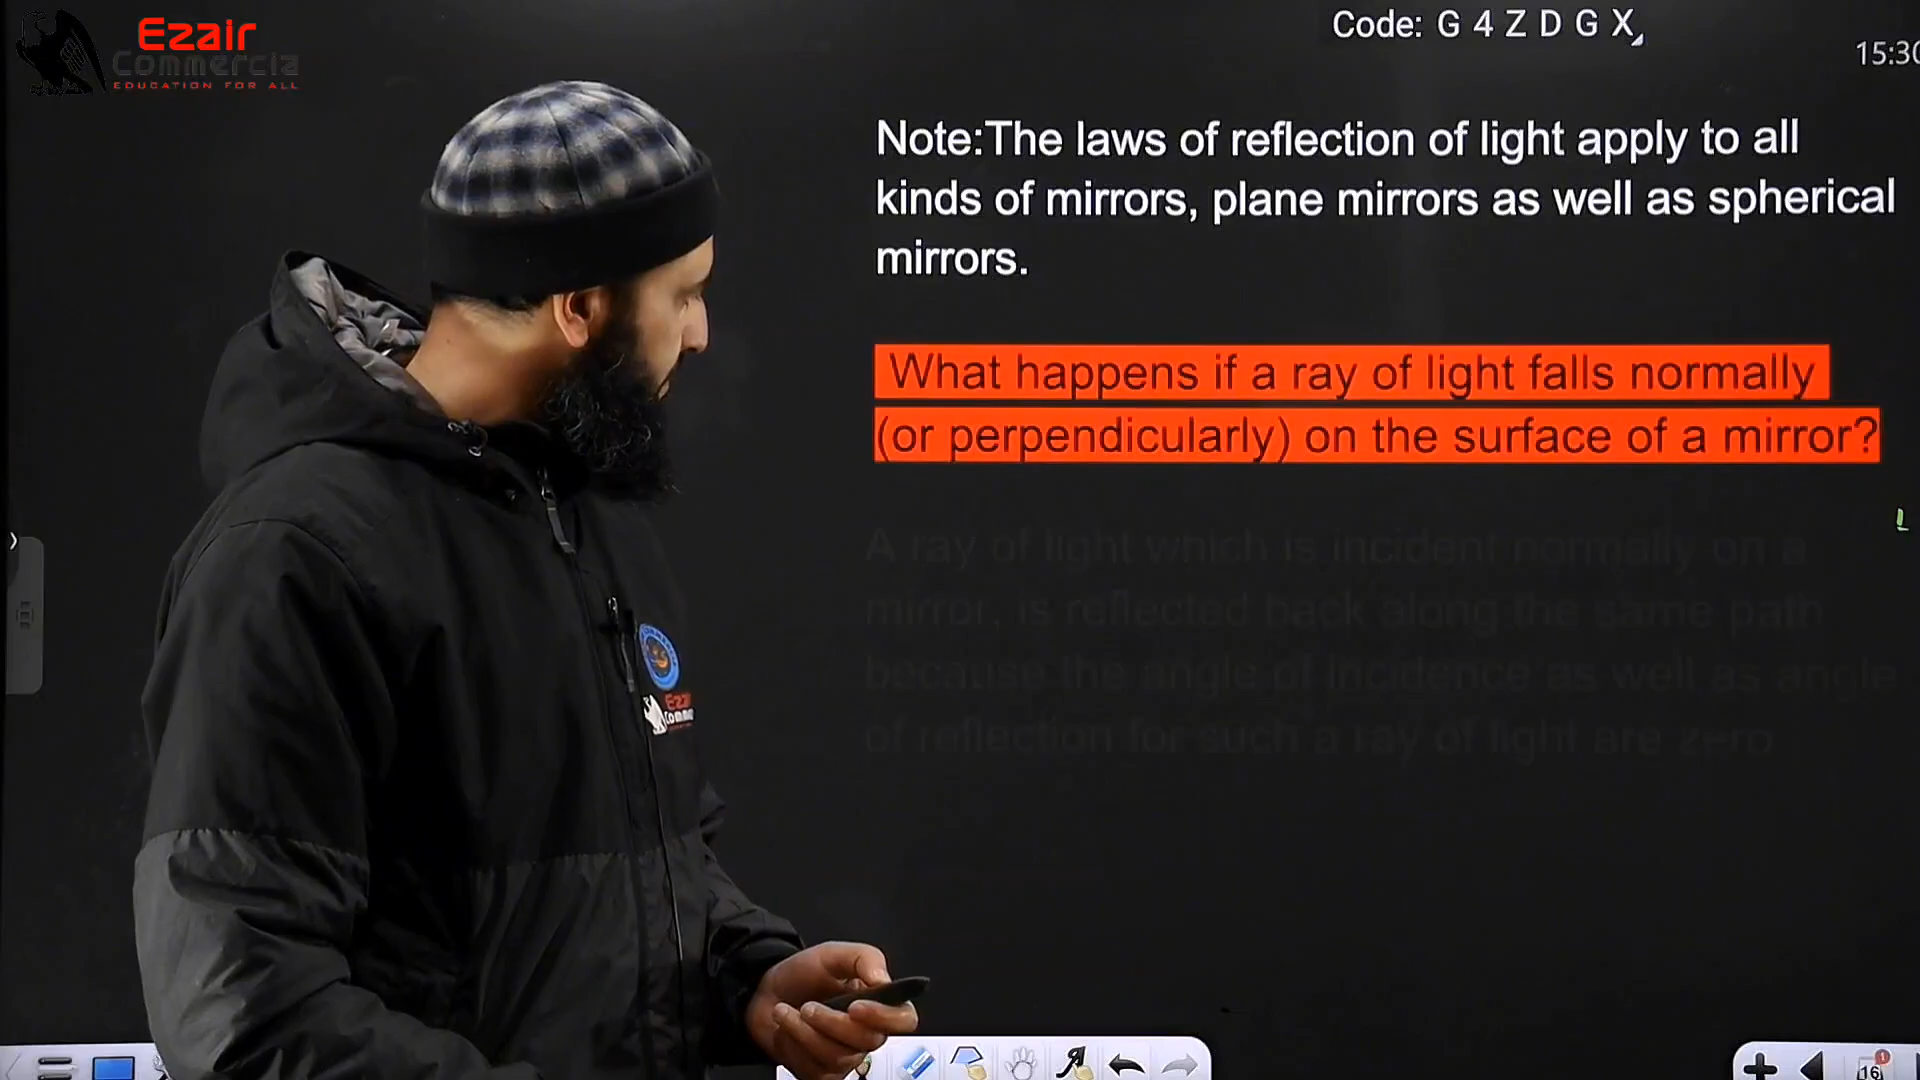 Ezair
Commercia
EDUCATION FOR ALL
Code: G 4 Z D G X
15:30
Note:The laws of reflection of light apply to all
kinds of mirrors, plane mirrors as well as spherical
mirrors.
What happens if a ray of light falls normally
(or perpendicularly) on the surface of a mirror?
A ray of light which is incident normally on a
mirror, is reflected back along the same path
because the angle of incidence as well as angle
of reflection for such a ray of light are zero
Ezair
16
1